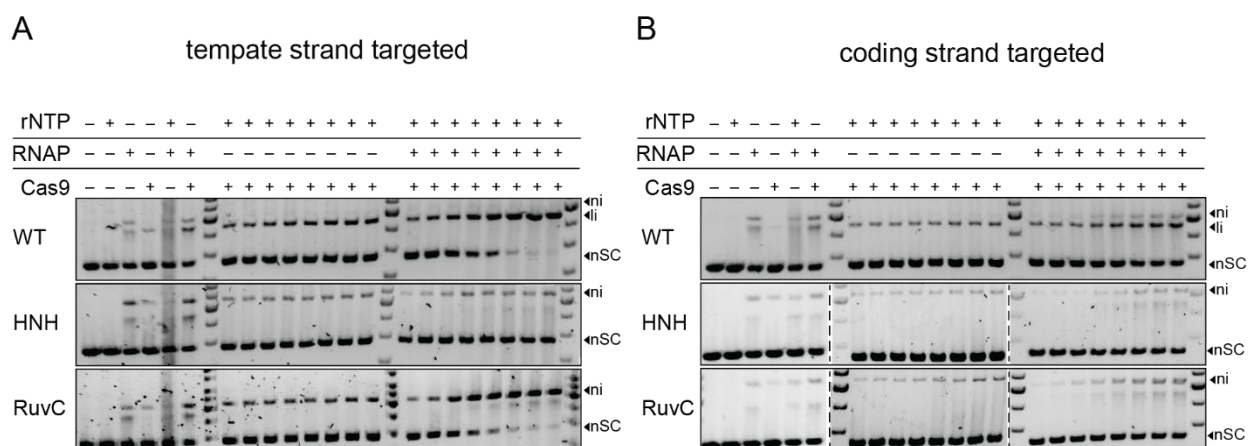 A
tempate strand targeted
rNTP – + – – + – + + + + + + + + + + + + + + + +
RNAP – – + – + + – – – – – – – – + + + + + + + +
Cas9 – – – + – + + + + + + + + + + + + + + + + +
WT
ni
li
nSC
HNH
ni
nSC
RuvC
ni
nSC
B
coding strand targeted
rNTP – + – – + + + + + + + + + + + + + + + + + +
RNAP – – + – + + – – – – – – – – + + + + + + + +
Cas9 – – – + – + + + + + + + + + + + + + + + + +
WT
ni
li
nSC
HNH
ni
nSC
RuvC
ni
nSC